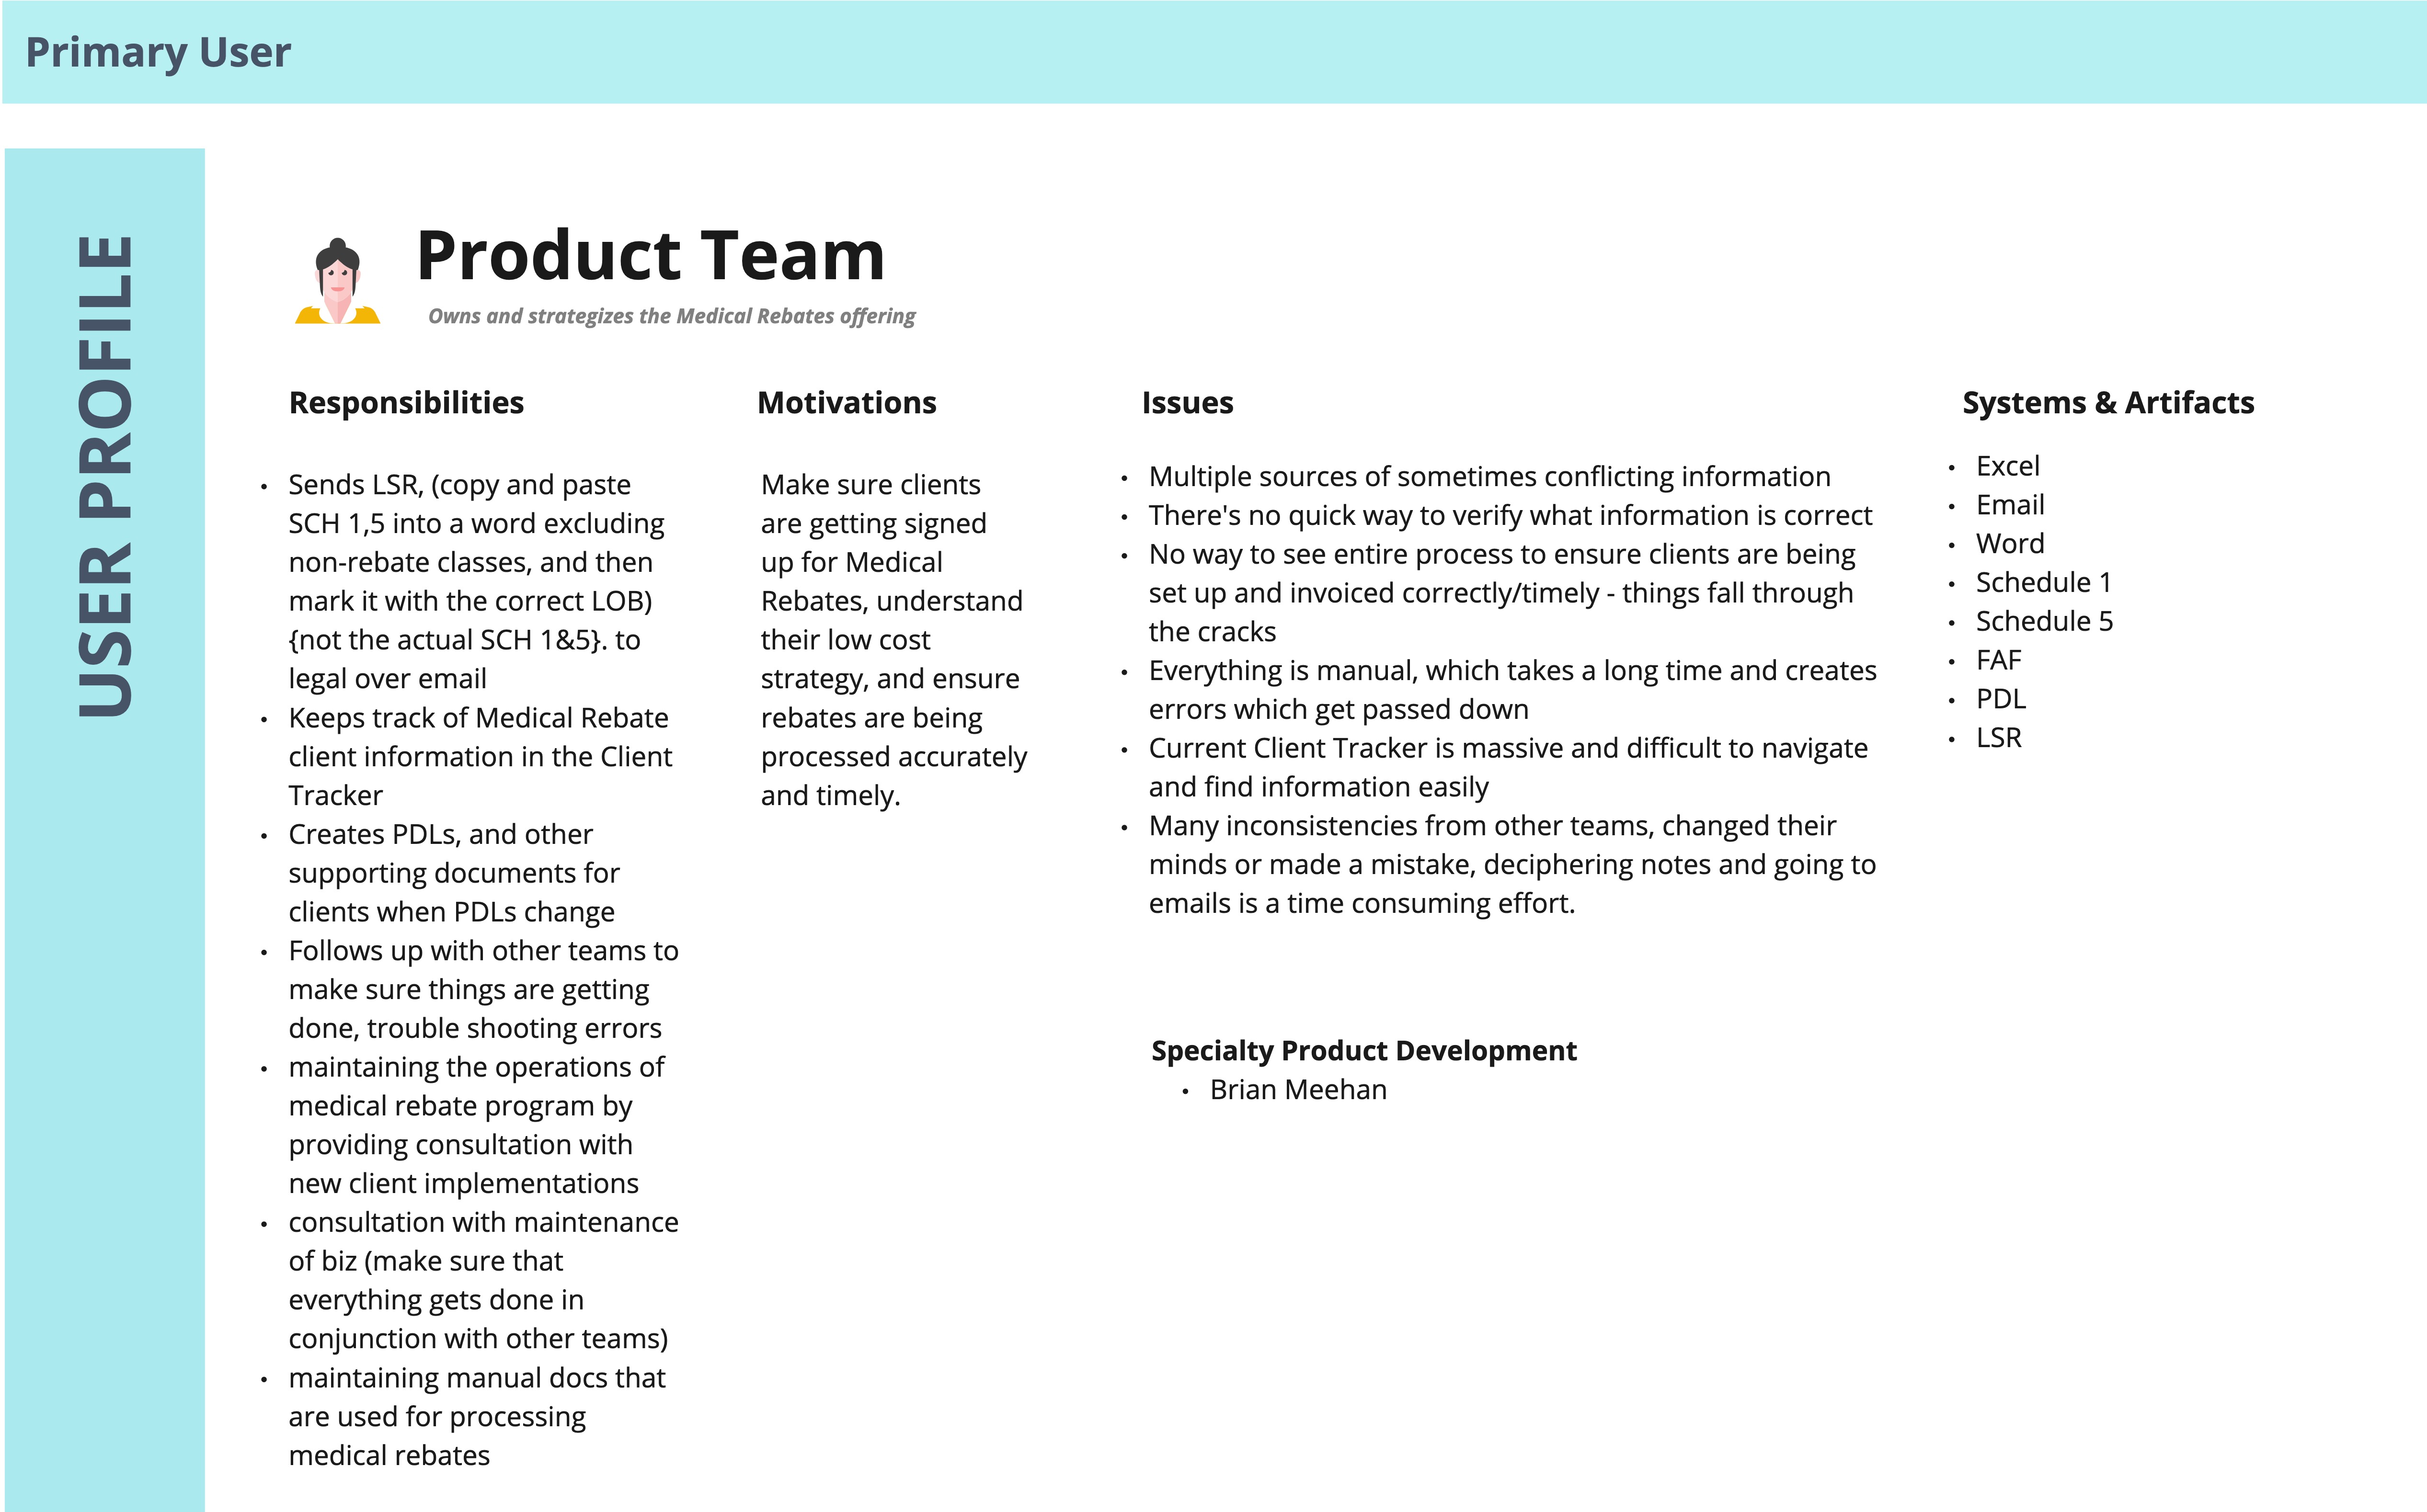 Primary User
USER PROFILE
Product Team
Owns and strategizes the Medical Rebates offering
Responsibilities
• Sends LSR, (copy and paste
SCH 1,5 into a word excluding
non-rebate classes, and then
mark it with the correct LOB)
{not the actual SCH 1&5}. to
legal over email
• Keeps track of Medical Rebate
client information in the Client
Tracker
• Creates PDLs, and other
supporting documents for
clients when PDLs change
• Follows up with other teams to
make sure things are getting
done, trouble shooting errors
• maintaining the operations of
medical rebate program by
providing consultation with
new client implementations
• consultation with maintenance
of biz (make sure that
everything gets done in
conjunction with other teams)
• maintaining manual docs that
are used for processing
medical rebates
Motivations
Make sure clients
are getting signed
up for Medical
Rebates, understand
their low cost
strategy, and ensure
rebates are being
processed accurately
and timely.
Issues
• Multiple sources of sometimes conflicting information
• There's no quick way to verify what information is correct
• No way to see entire process to ensure clients are being
set up and invoiced correctly/timely - things fall through
the cracks
• Everything is manual, which takes a long time and creates
errors which get passed down
• Current Client Tracker is massive and difficult to navigate
and find information easily
• Many inconsistencies from other teams, changed their
minds or made a mistake, deciphering notes and going to
emails is a time consuming effort.
Specialty Product Development
• Brian Meehan
Systems & Artifacts
• Excel
• Email
• Word
• Schedule 1
• Schedule 5
• FAF
• PDL
• LSR